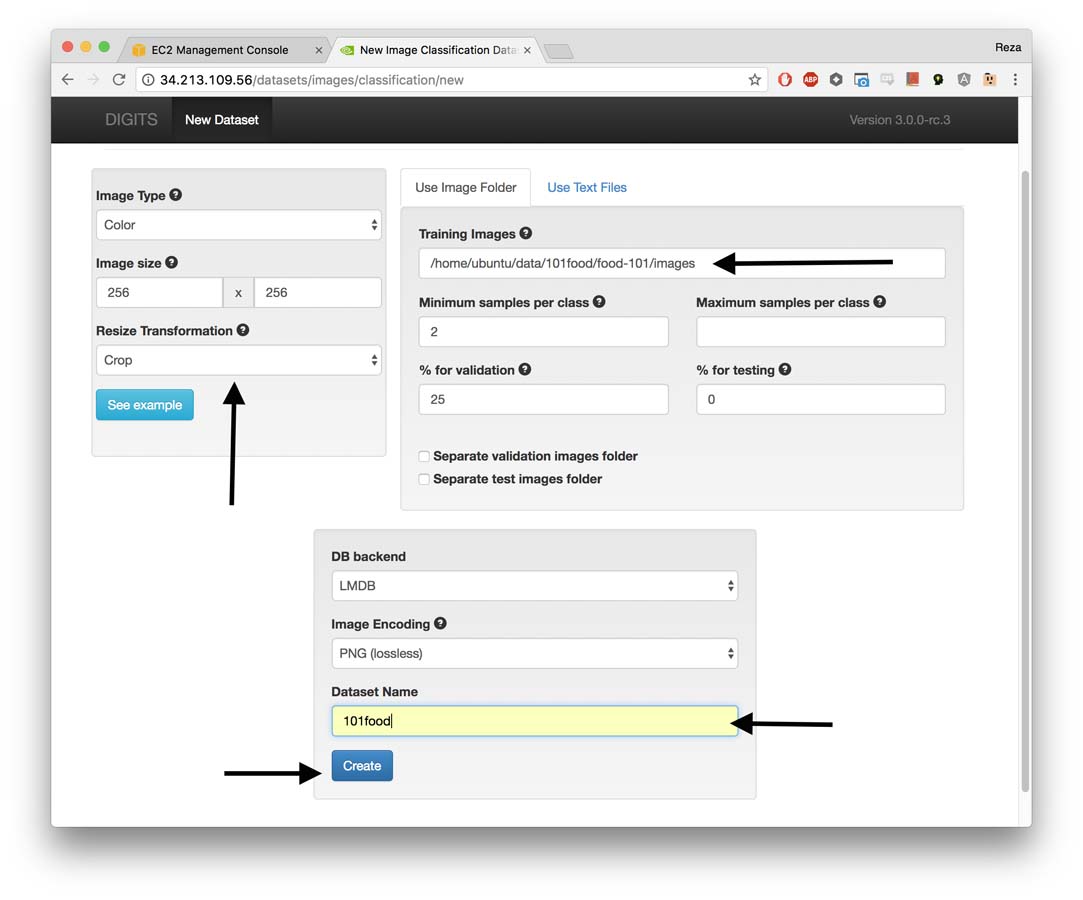 EC2 Management Console
New Image Classification Data
Reza
34.213.109.56/datasets/images/classification/new
ABP
DIGITS
New Dataset
Version 3.0.0-rc.3
Image Type
Color
Image size
256 x 256
Resize Transformation
Crop
See example
Use Image Folder
Use Text Files
Training Images
/home/ubuntu/data/101food/food-101/images
Minimum samples per class
2
Maximum samples per class
% for validation
25
% for testing
0
Separate validation images folder
Separate test images folder
DB backend
LMDB
Image Encoding
PNG (lossless)
Dataset Name
101food
Create